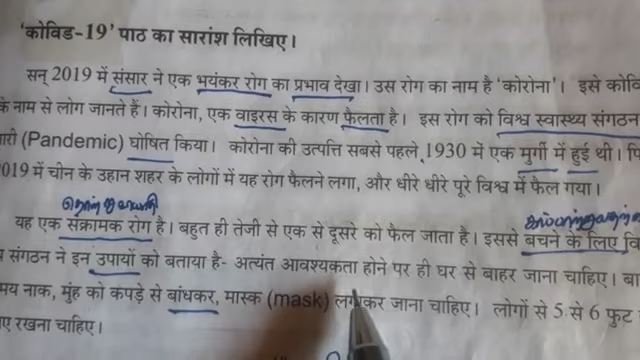 'कोविड-19' पाठ का सारांश लिखिए।
सन् 2019 में संसार ने एक भयंकर रोग का प्रभाव देखा। उस रोग का नाम है 'कोरोना'। इसे कोवि
के नाम से लोग जानते हैं। कोरोना, एक वाइरस के कारण फैलता है। इस रोग को विश्व स्वास्थ्य संगठन
ारी (Pandemic) घोषित किया। कोरोना की उत्पत्ति सबसे पहले 1930 में एक मुर्गी में हुई थी। फि
2019 में चीन के उहान शहर के लोगों में यह रोग फैलने लगा, और धीरे धीरे पूरे विश्व में फैल गया।
यह एक संक्रामक रोग है। बहुत ही तेजी से एक से दूसरे को फैल जाता है। इससे बचने के लिए वि
संगठन ने इन उपायों को बताया है- अत्यंत आवश्यकता होने पर ही घर से बाहर जाना चाहिए। बा
मय नाक, मुंह को कपड़े से बांधकर, मास्क (mask) लगाकर जाना चाहिए। लोगों से 5 से 6 फुट
ाए रखना चाहिए।